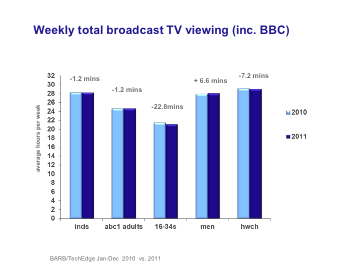 Weekly total broadcast TV viewing (inc. BBC)
average hours per week
32
30
28
26
24
22
20
18
16
14
12
10
8
6
4
2
0
-1.2 mins
-1.2 mins
-22.8mins
+ 6.6 mins
-7.2 mins
inds
abc1 adults
16-34s
men
hwch
2010
2011
BARB/TechEdge Jan-Dec 2010 vs. 2011